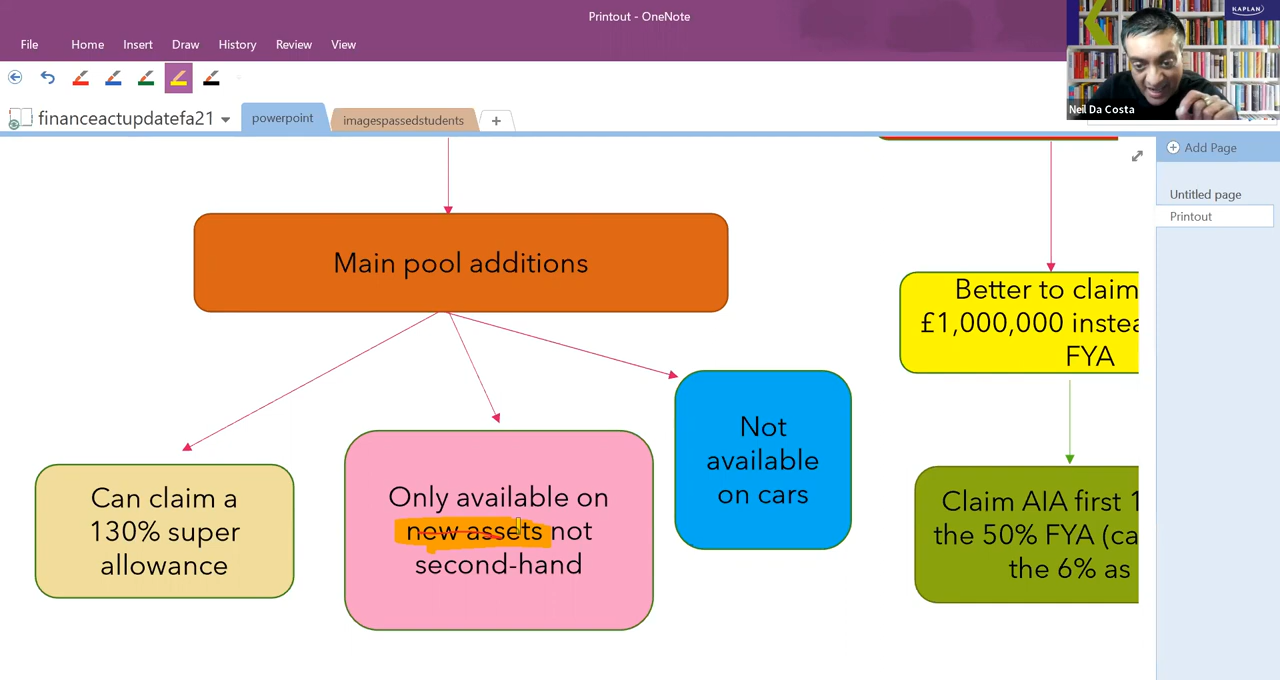 Printout - OneNote
KAPLAN
File Home Insert Draw History Review View
Neil Da Costa
financeactupdatefa21
powerpoint
imagespassedstudents
Add Page
Untitled page
Printout
Main pool additions
Better to claim
£1,000,000 instea
FYA
Not
available
on cars
Can claim a
130% super
allowance
Only available on
new assets not
second-hand
Claim AIA first 1
the 50% FYA (ca
the 6% as